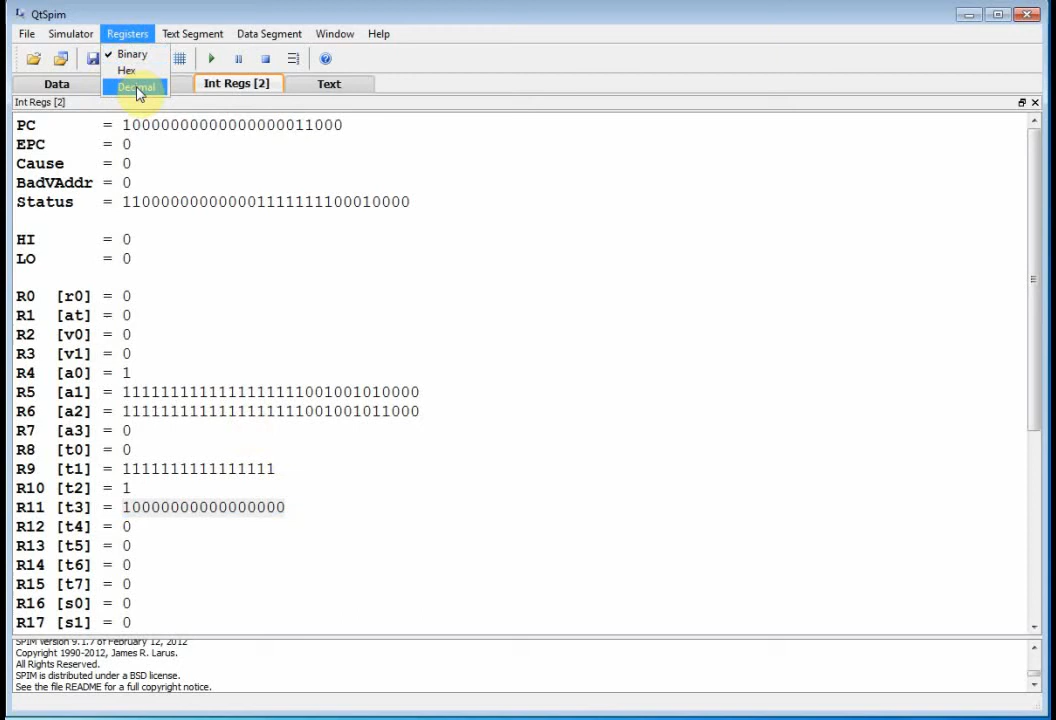 QtSpim
File Simulator Registers Text Segment Data Segment Window Help
Binary
Hex
Decimal
Data Int Regs [2] Text
Int Regs [2]
PC = 10000000000000000011000
EPC = 0
Cause = 0
BadVAddr = 0
Status = 110000000000001111111100010000
HI = 0
LO = 0
R0 [r0] = 0
R1 [at] = 0
R2 [v0] = 0
R3 [v1] = 0
R4 [a0] = 1
R5 [a1] = 1111111111111111111001001010000
R6 [a2] = 1111111111111111111001001011000
R7 [a3] = 0
R8 [t0] = 0
R9 [t1] = 1111111111111111
R10 [t2] = 1
R11 [t3] = 10000000000000000
R12 [t4] = 0
R13 [t5] = 0
R14 [t6] = 0
R15 [t7] = 0
R16 [s0] = 0
R17 [s1] = 0
SPIM Version 9.1.7 of February 12, 2012
Copyright 1990-2012, James R. Larus.
All Rights Reserved.
SPIM is distributed under a BSD license.
See the file README for a full copyright notice.